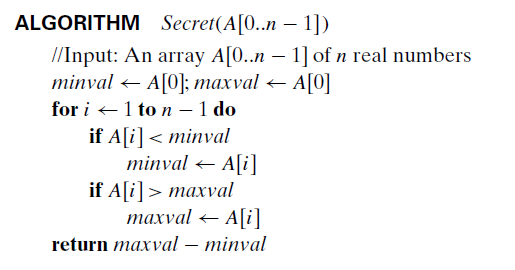 ALGORITHM Secret(A[0..n – 1])
//Input: An array A[0..n – 1] of n real numbers
minval ← A[0]; maxval ← A[0]
for i ← 1 to n – 1 do
if A[i] < minval
minval ← A[i]
if A[i] > maxval
maxval ← A[i]
return maxval – minval